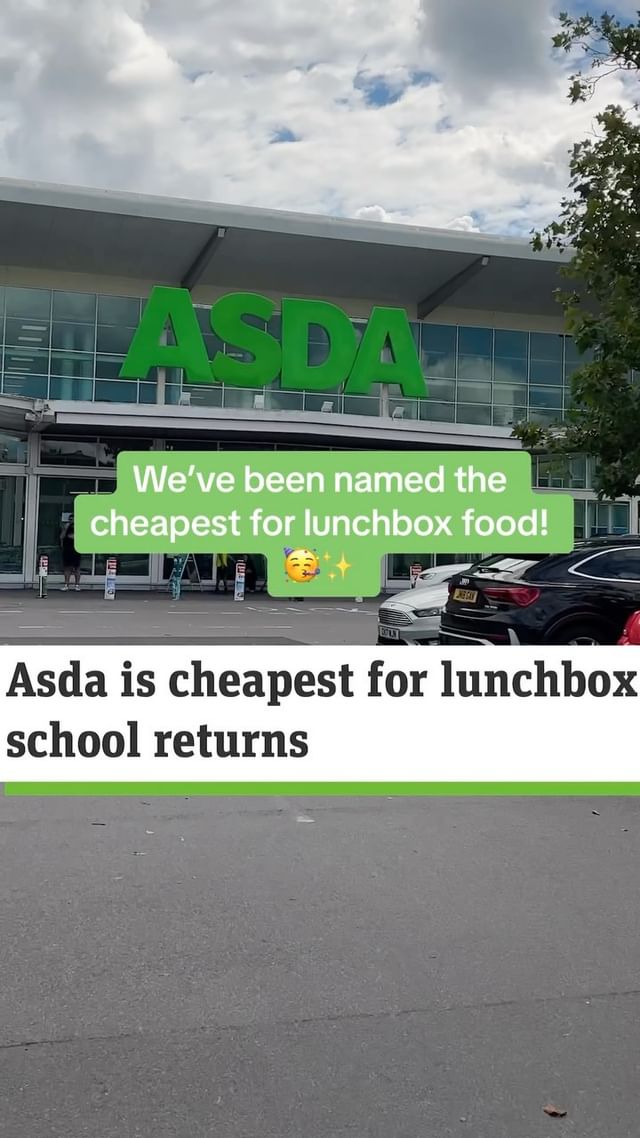 ASDA
We've been named the
cheapest for lunchbox food!
🥳✨
Asda is cheapest for lunchbox
school returns